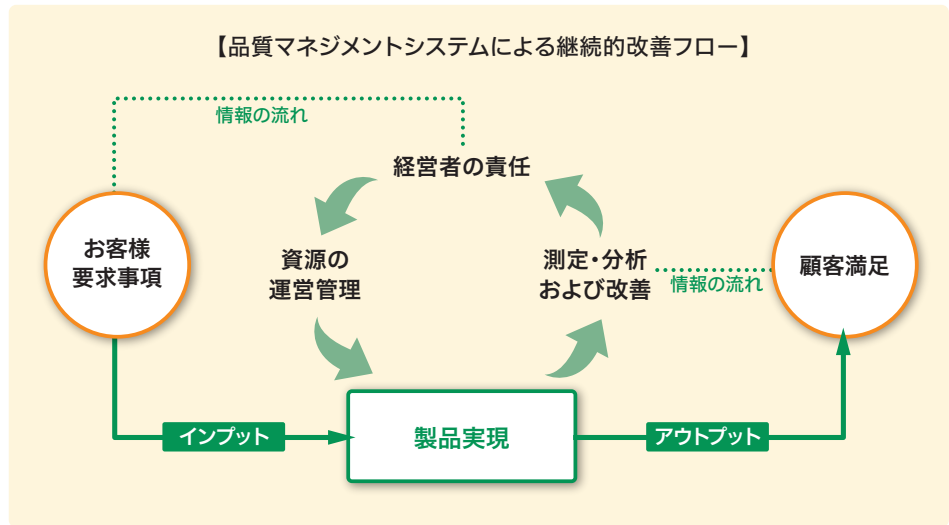 【品質マネジメントシステムによる継続的改善フロー】
情報の流れ
経営者の責任
お客様
要求事項
資源の
運営管理
測定・分析
および改善
情報の流れ
顧客満足
インプット
製品実現
アウトプット